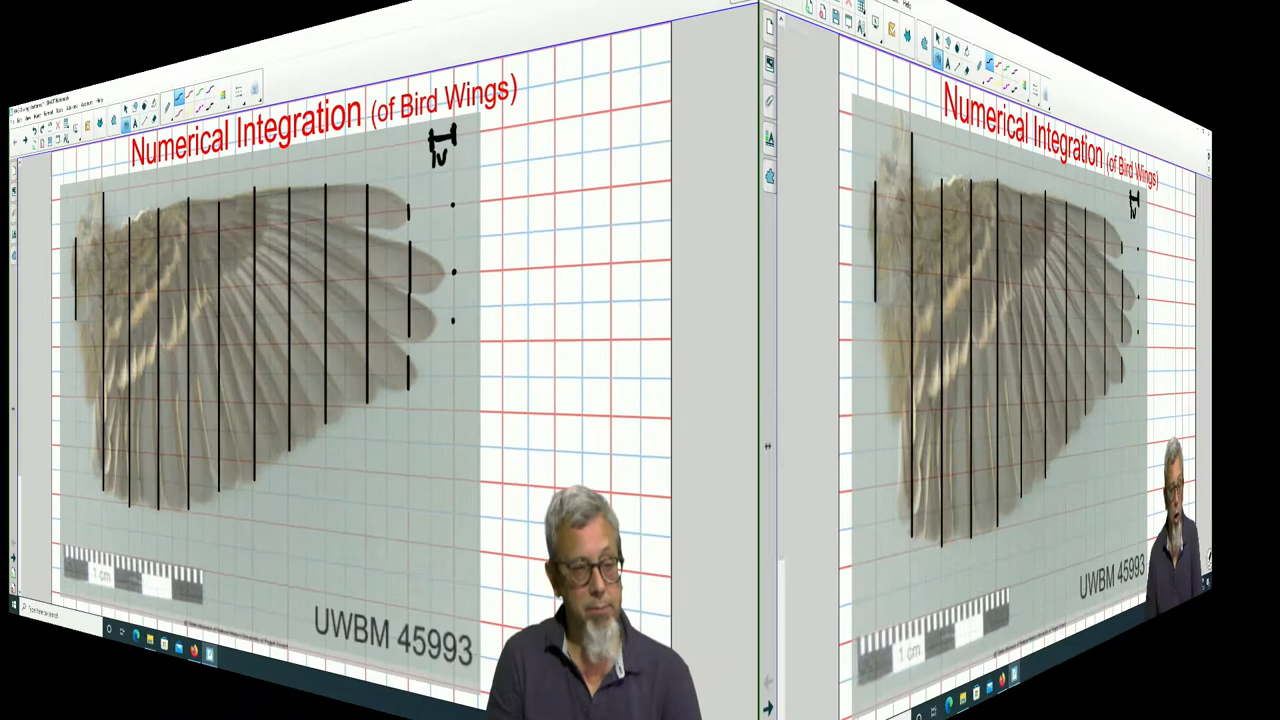 Numerical Integration (of Bird Wings)
w
1 cm
UWBM 45993
Numerical Integration (of Bird Wings)
w
1 cm
UWBM 45993